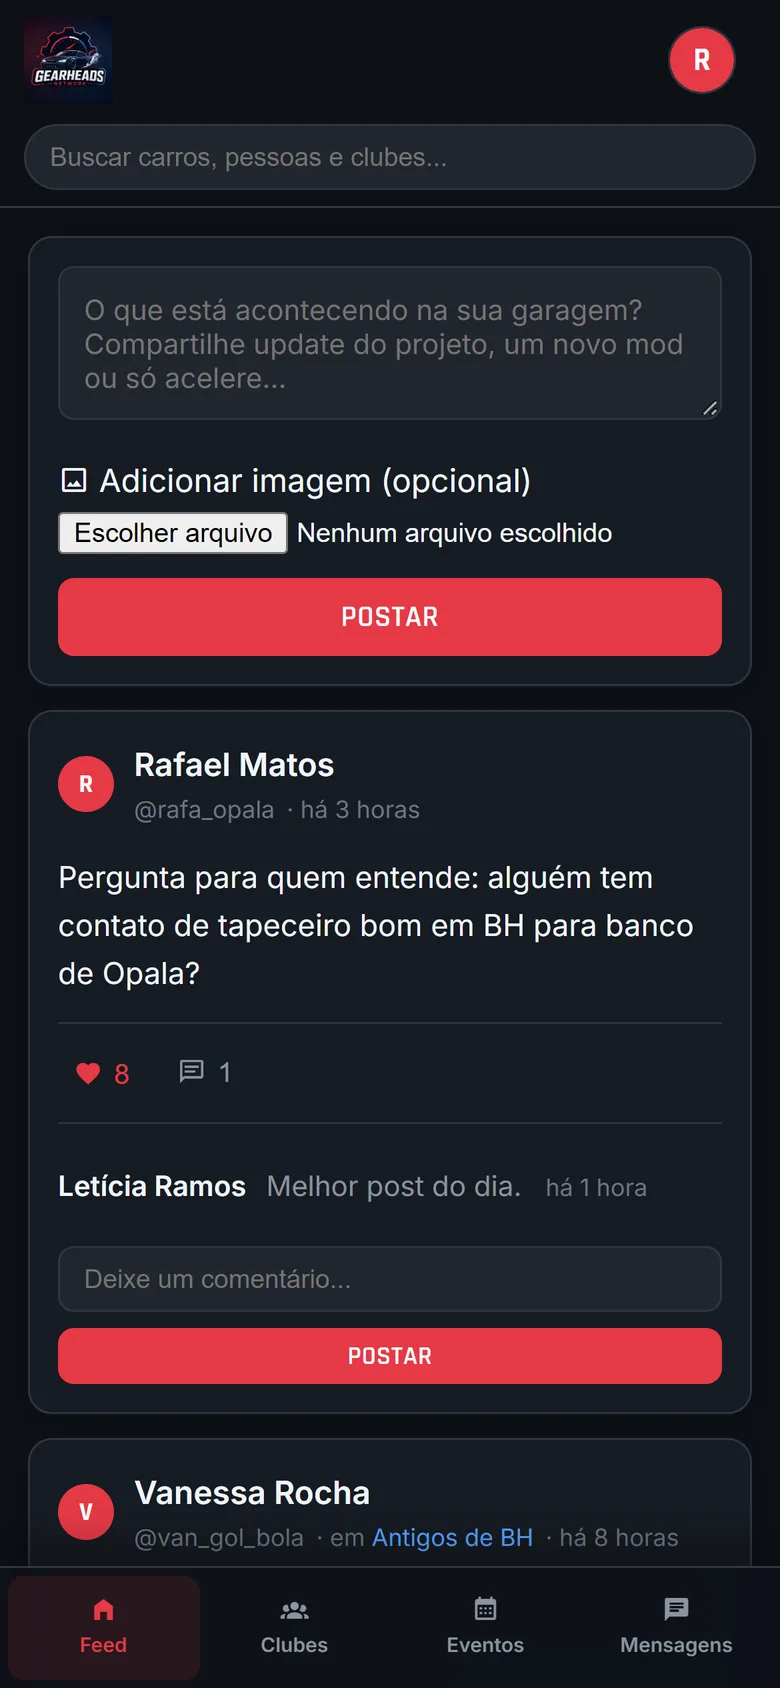 GEARHEADS
NETWORK
R
Buscar carros, pessoas e clubes...
O que está acontecendo na sua garagem?
Compartilhe update do projeto, um novo mod
ou só acelere...
Adicionar imagem (opcional)
Escolher arquivo Nenhum arquivo escolhido
POSTAR
R
Rafael Matos
@rafa_opala · há 3 horas
Pergunta para quem entende: alguém tem
contato de tapeceiro bom em BH para banco
de Opala?
8 1
Letícia Ramos Melhor post do dia. há 1 hora
Deixe um comentário...
POSTAR
V
Vanessa Rocha
@van_gol_bola · em Antigos de BH · há 8 horas
Feed Clubes Eventos Mensagens